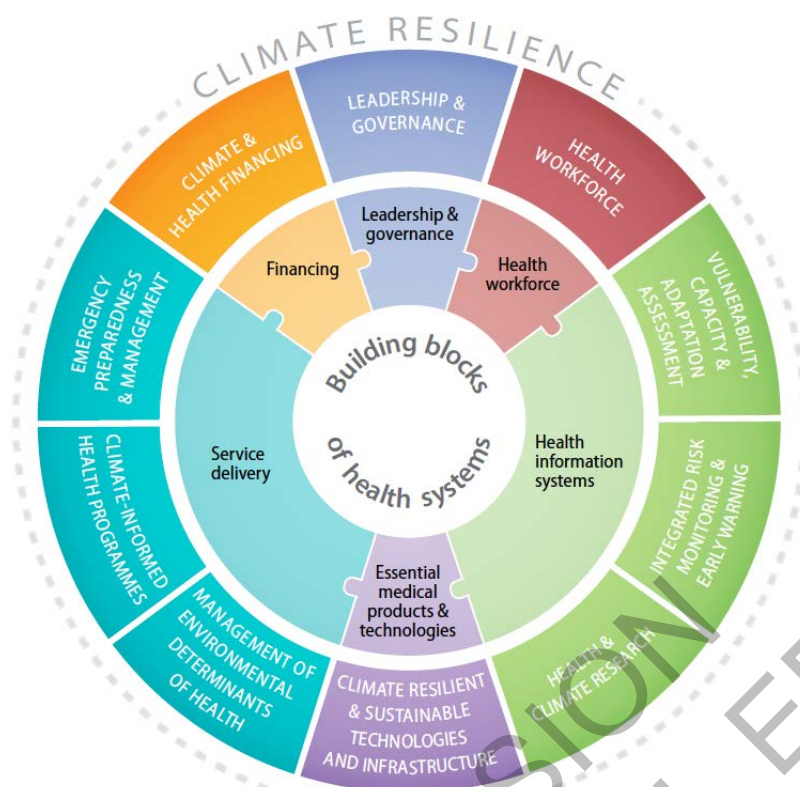 CLIMATE RESILIENCE
LEADERSHIP &
GOVERNANCE
HEALTH
WORKFORCE
VULNERABILITY,
CAPACITY &
ADAPTATION
ASSESSMENT
INTEGRATED RISK
MONITORING &
EARLY WARNING
HEALTH &
CLIMATE RESEARCH
CLIMATE RESILIENT
& SUSTAINABLE
TECHNOLOGIES
AND INFRASTRUCTURE
MANAGEMENT OF
ENVIRONMENTAL
DETERMINANTS
OF HEALTH
CLIMATE-INFORMED
HEALTH PROGRAMMES
EMERGENCY
PREPAREDNESS
& MANAGEMENT
CLIMATE &
HEALTH FINANCING
Leadership &
governance
Health
workforce
Health
information
systems
Essential
medical
products &
technologies
Service
delivery
Financing
Building blocks
of health systems